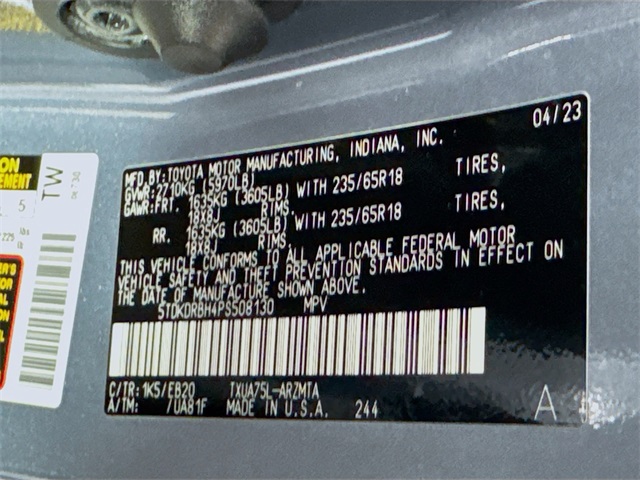 04/23
MFD.BY:TOYOTA MOTOR MANUFACTURING, INDIANA, INC.
GVWR:2710KG (5970LB)
GAWR:FRT. 1635KG (3605LB) WITH 235/65R18 TIRES,
18X8J RIMS.
RR. 1635KG (3605LB) WITH 235/65R18 TIRES,
18X8J RIMS.
THIS VEHICLE CONFORMS TO ALL APPLICABLE FEDERAL MOTOR
VEHICLE SAFETY AND THEFT PREVENTION STANDARDS IN EFFECT ON
THE DATE OF MANUFACTURE SHOWN ABOVE.
5TDKDRBH4PS508130 MPV
C/TR:1K5/EB20 TXUA75L-ARZMTA
A/TM: /UA81F MADE IN U.S.A. 244 A
TW
5